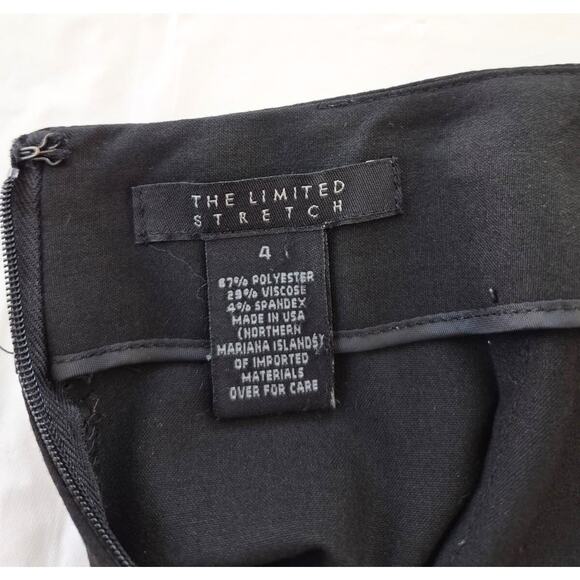 THE LIMITED
STRETCH
4
67% POLYESTER
29% VISCOSE
4% SPANDEX
MADE IN USA
(NORTHERN
MARIANA ISLANDS)
OF IMPORTED
MATERIALS
OVER FOR CARE